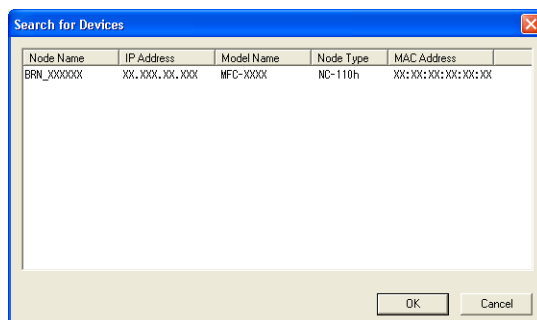 Search for Devices
Node Name IP Address Model Name Node Type MAC Address
BRN_XXXXXX XX.XXX.XX.XXX MFC-XXXX NC-110h XX:XX:XX:XX:XX:XX
OK Cancel